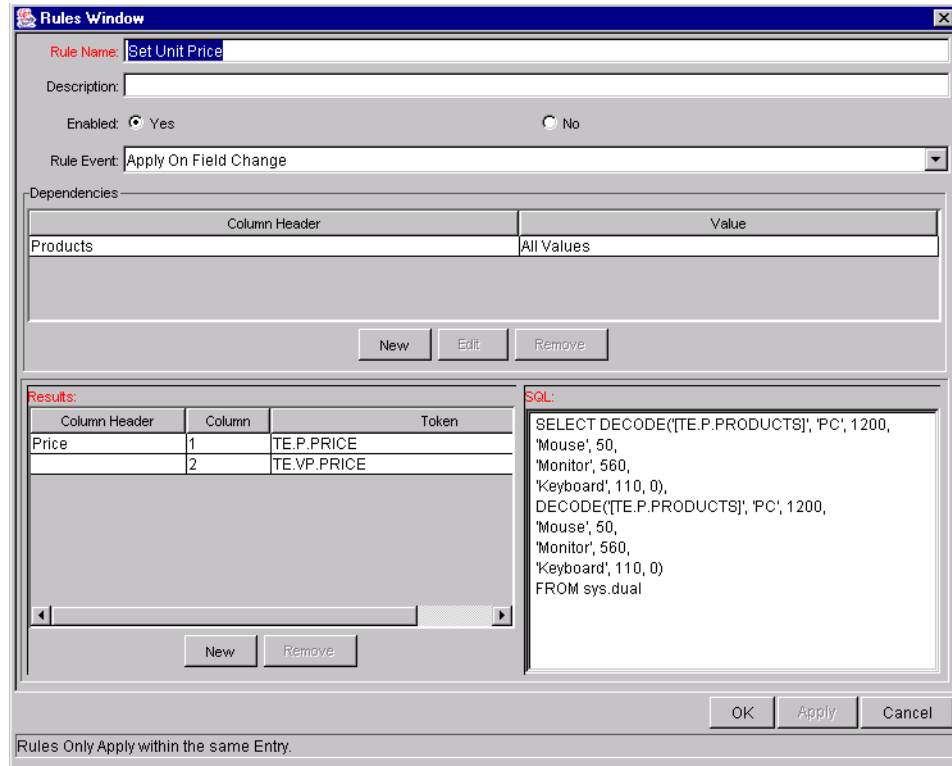 Rules Window
Rule Name: Set Unit Price
Description:
Enabled: Yes No
Rule Event: Apply On Field Change
Dependencies
Column Header Value
Products All Values
New Edit Remove
Results:
Column Header Column Token
Price 1 TE.P.PRICE
2 TE.VP.PRICE
New Remove
SQL:
SELECT DECODE('[TE.P.PRODUCTS]', 'PC', 1200,
'Mouse', 50,
'Monitor', 560,
'Keyboard', 110, 0),
DECODE('[TE.P.PRODUCTS]', 'PC', 1200,
'Mouse', 50,
'Monitor', 560,
'Keyboard', 110, 0)
FROM sys.dual
OK Apply Cancel
Rules Only Apply within the same Entry.